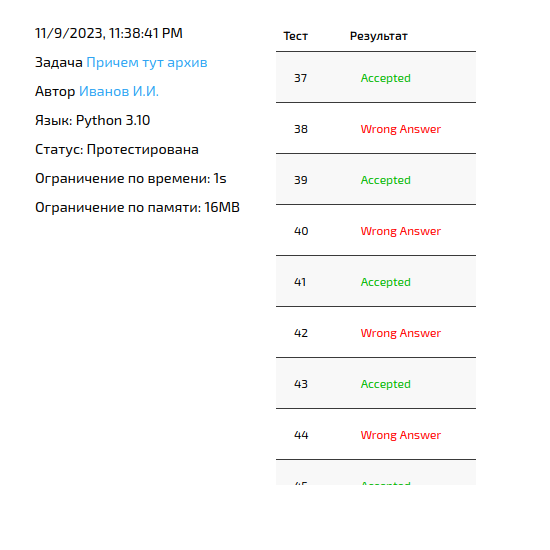 11/9/2023, 11:38:41 PM
Задача Причем тут архив
Автор Иванов И.И.
Язык: Python 3.10
Статус: Протестирована
Ограничение по времени: 1s
Ограничение по памяти: 16MB
Тест Результат
37 Accepted
38 Wrong Answer
39 Accepted
40 Wrong Answer
41 Accepted
42 Wrong Answer
43 Accepted
44 Wrong Answer
45 Accepted